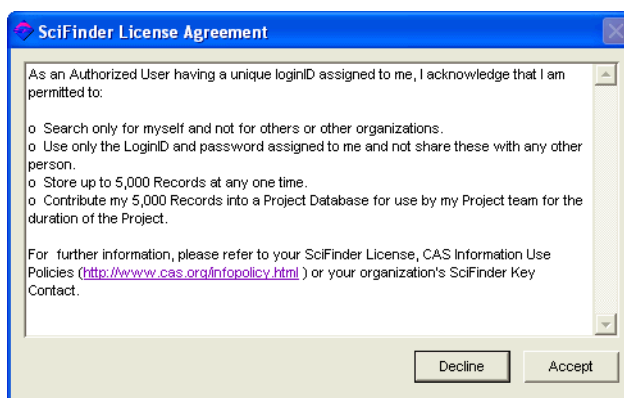 SciFinder License Agreement
As an Authorized User having a unique loginID assigned to me, I acknowledge that I am
permitted to:
o Search only for myself and not for others or other organizations.
o Use only the LoginID and password assigned to me and not share these with any other
person.
o Store up to 5,000 Records at any one time.
o Contribute my 5,000 Records into a Project Database for use by my Project team for the
duration of the Project.
For further information, please refer to your SciFinder License, CAS Information Use
Policies (http://www.cas.org/infopolicy.html ) or your organization's SciFinder Key
Contact.
Decline Accept